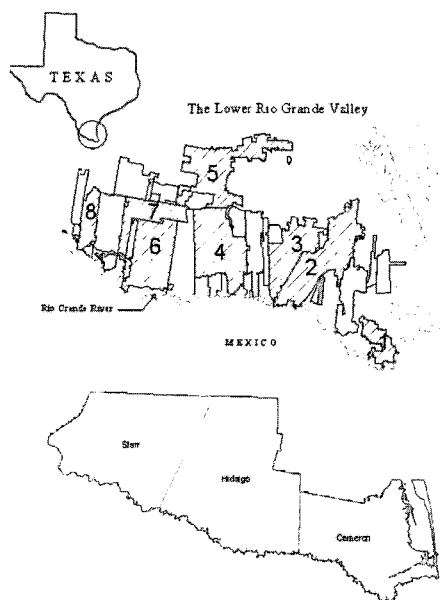 TEXAS
The Lower Rio Grande Valley
5
8
7
6
4
3
2
Rio Grande River
MEXICO
Starr
Hidalgo
Cameron